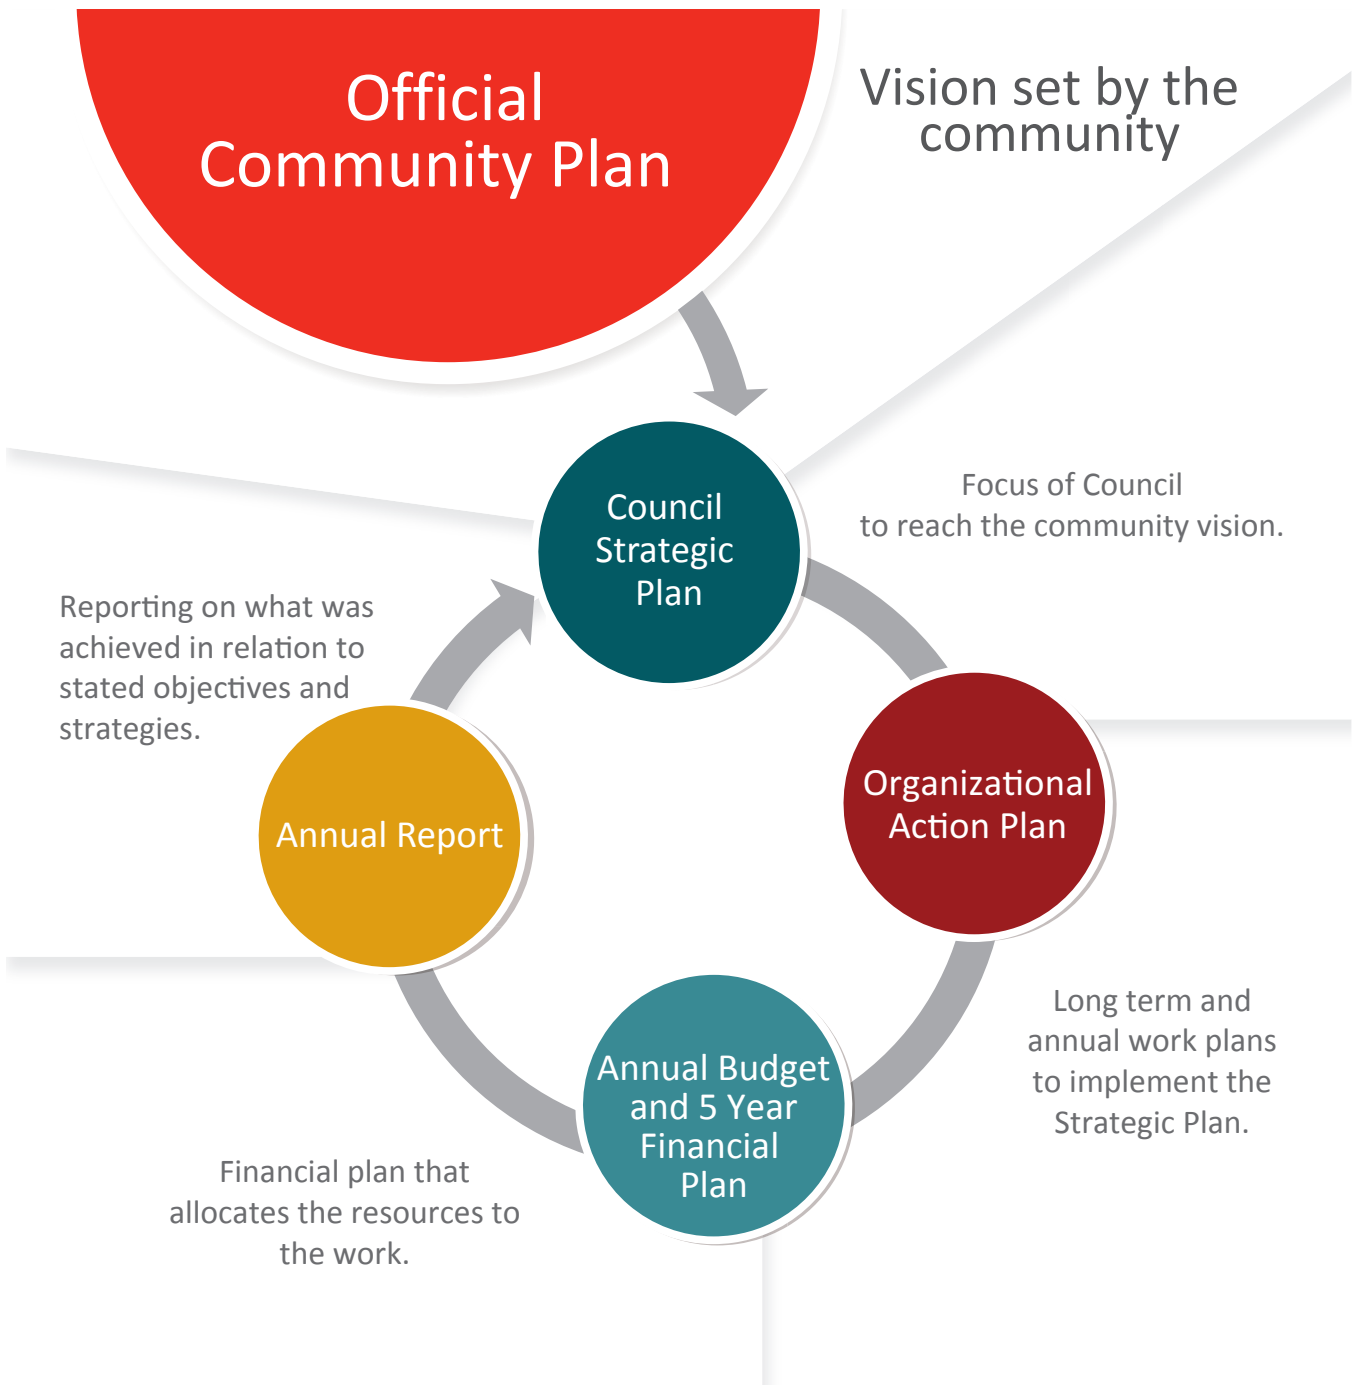 Official
Community Plan
Vision set by the
community
Council
Strategic
Plan
Focus of Council
to reach the community vision.
Organizational
Action Plan
Long term and
annual work plans
to implement the
Strategic Plan.
Annual Budget
and 5 Year
Financial
Plan
Financial plan that
allocates the resources to
the work.
Annual Report
Reporting on what was
achieved in relation to
stated objectives and
strategies.